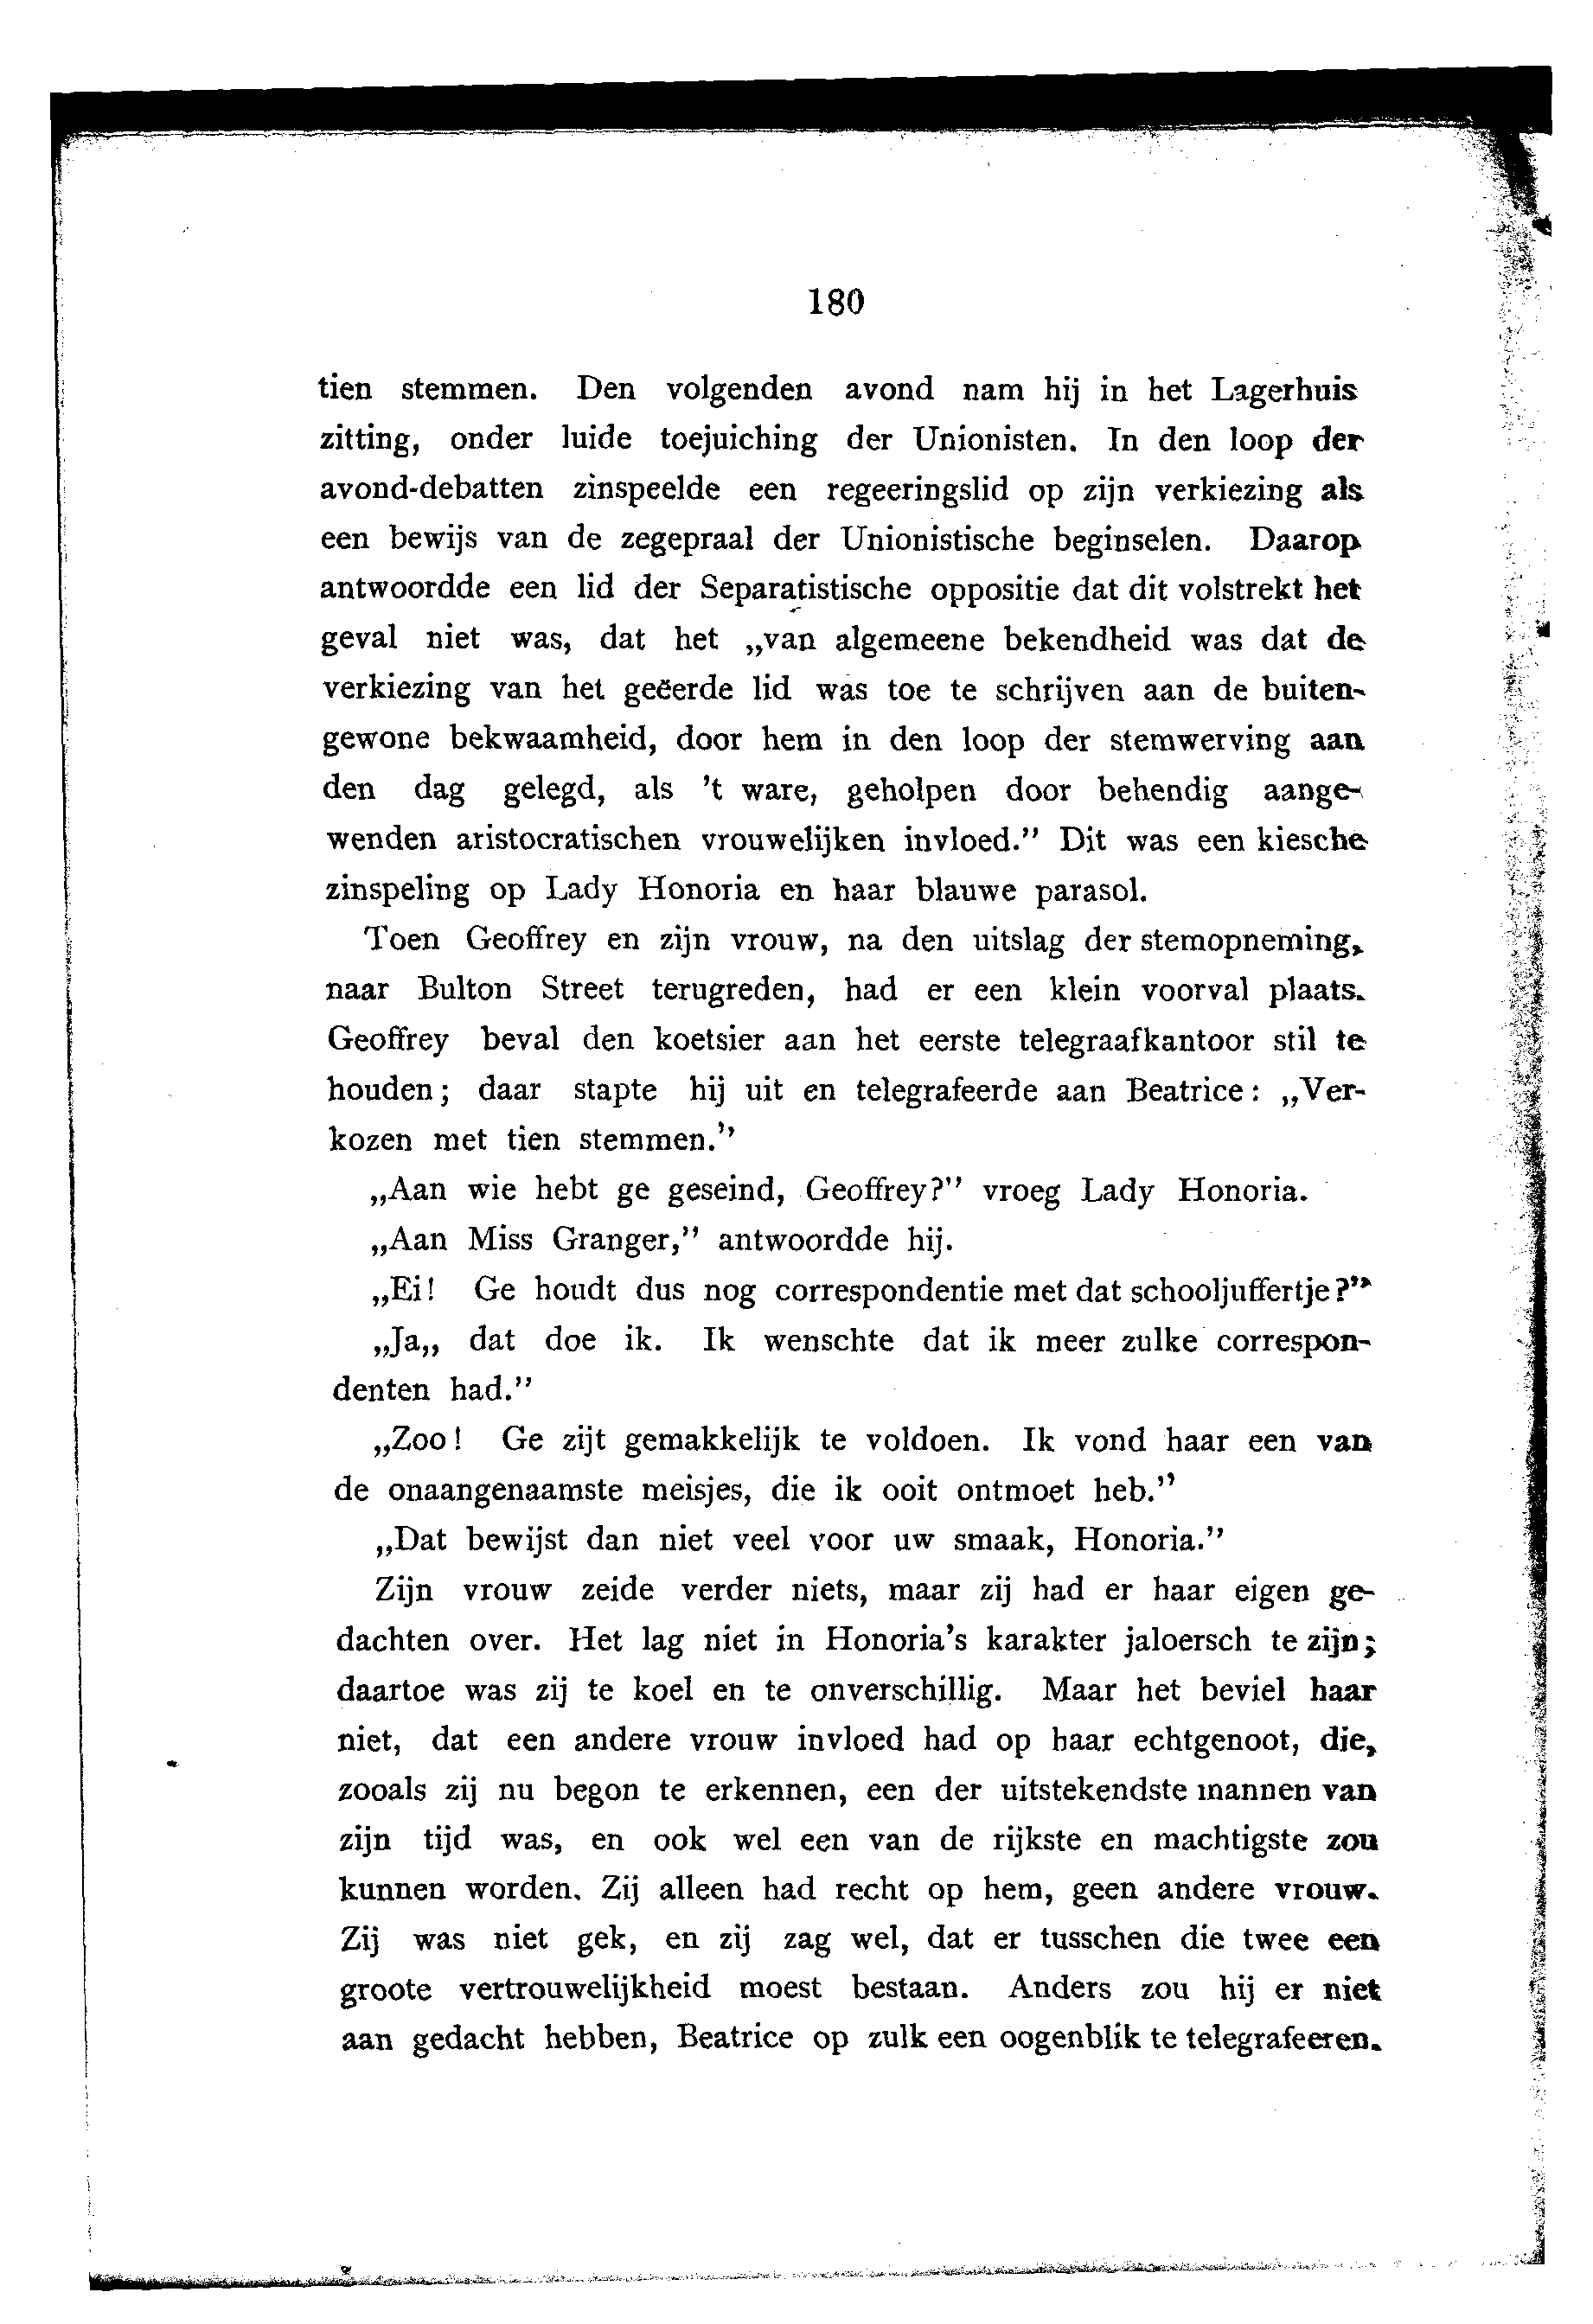 180
tien stemmen. Den volgenden avond nam hij in het Lagerhuis
zitting, onder luide toejuiching der Unionisten. In den loop der
avond-debatten zinspeelde een regeeringslid op zijn verkiezing als
een bewijs van de zegepraal der Unionistische beginselen. Daarop
antwoordde een lid der Separatistische oppositie dat dit volstrekt het
geval niet was, dat het „van algemeene bekendheid was dat de
verkiezing van het geëerde lid was toe te schrijven aan de buiten-
gewone bekwaamheid, door hem in den loop der stemwerving aan
den dag gelegd, als 't ware, geholpen door behendig aange-
wenden aristocratischen vrouwelijken invloed." Dit was een kiesche
zinspeling op Lady Honoria en haar blauwe parasol.
Toen Geoffrey en zijn vrouw, na den uitslag der stemopneming,
naar Bulton Street terugreden, had er een klein voorval plaats.
Geoffrey beval den koetsier aan het eerste telegraafkantoor stil te
houden; daar stapte hij uit en telegrafeerde aan Beatrice: „Ver-
kozen met tien stemmen."
„Aan wie hebt ge geseind, Geoffrey?" vroeg Lady Honoria.
„Aan Miss Granger," antwoordde hij.
„Ei! Ge houdt dus nog correspondentie met dat schooljuffertje?"
„Ja„ dat doe ik. Ik wenschte dat ik meer zulke correspon-
denten had."
„Zoo! Ge zijt gemakkelijk te voldoen. Ik vond haar een van
de onaangenaamste meisjes, die ik ooit ontmoet heb."
„Dat bewijst dan niet veel voor uw smaak, Honoria."
Zijn vrouw zeide verder niets, maar zij had er haar eigen ge-
dachten over. Het lag niet in Honoria's karakter jaloersch te zijn;
daartoe was zij te koel en te onverschillig. Maar het beviel haar
niet, dat een andere vrouw invloed had op haar echtgenoot, die,
zooals zij nu begon te erkennen, een der uitstekendste mannen van
zijn tijd was, en ook wel een van de rijkste en machtigste zou
kunnen worden. Zij alleen had recht op hem, geen andere vrouw.
Zij was niet gek, en zij zag wel, dat er tusschen die twee een
groote vertrouwelijkheid moest bestaan. Anders zou hij er niet
aan gedacht hebben, Beatrice op zulk een oogenblik te telegrafeeren.